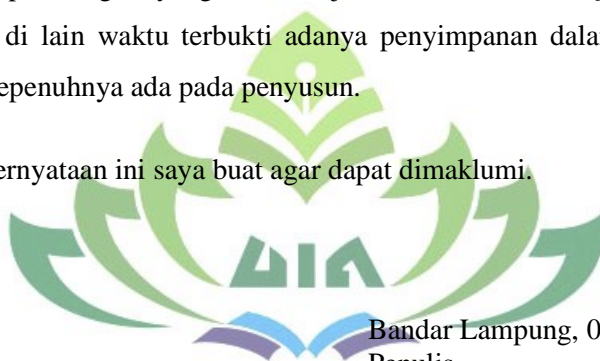 di lain waktu terbukti adanya penyimpanan dalam
epenuhnya ada pada penyusun.
ernyataan ini saya buat agar dapat dimaklumi.
UIN
Bandar Lampung, 0